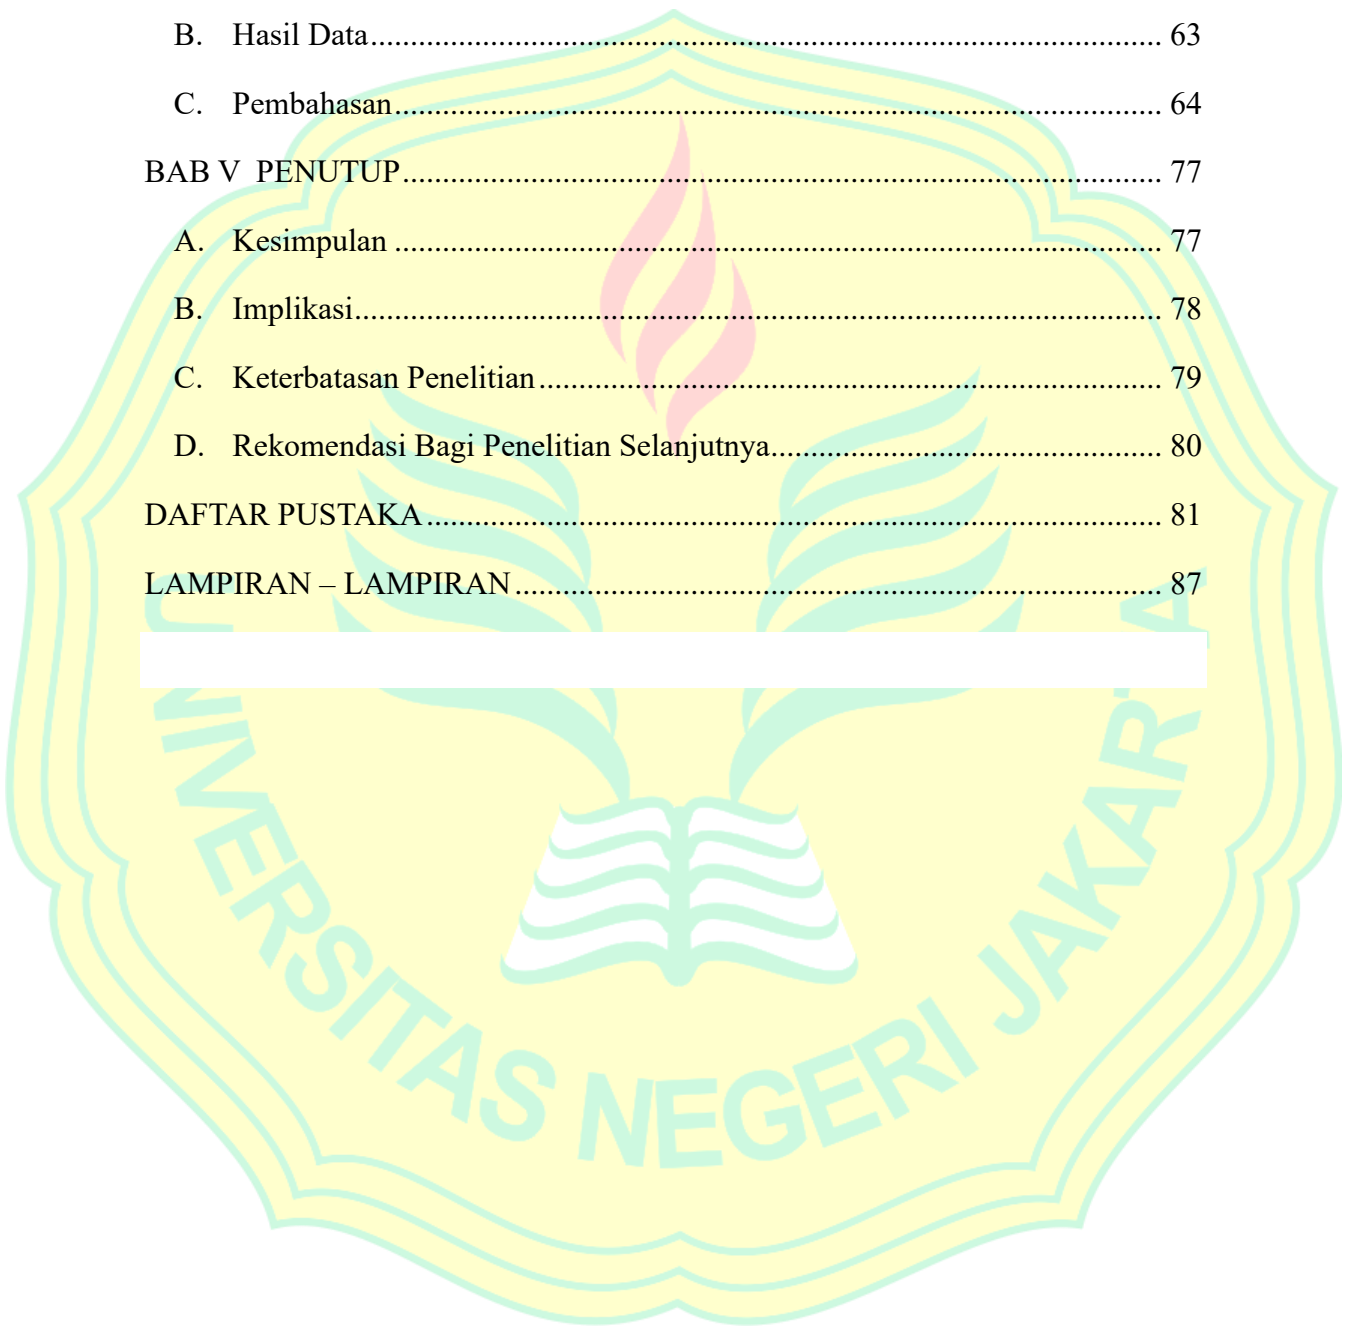 B. Hasil Data.................................................................................................. 63
C. Pembahasan............................................................................................... 64
BAB V  PENUTUP.............................................................................................. 77
A. Kesimpulan ............................................................................................... 77
B. Implikasi.................................................................................................... 78
C. Keterbatasan Penelitian............................................................................. 79
D. Rekomendasi Bagi Penelitian Selanjutnya................................................ 80
DAFTAR PUSTAKA........................................................................................... 81
LAMPIRAN – LAMPIRAN................................................................................ 87
UNIVERSITAS NEGERI JAKARTA